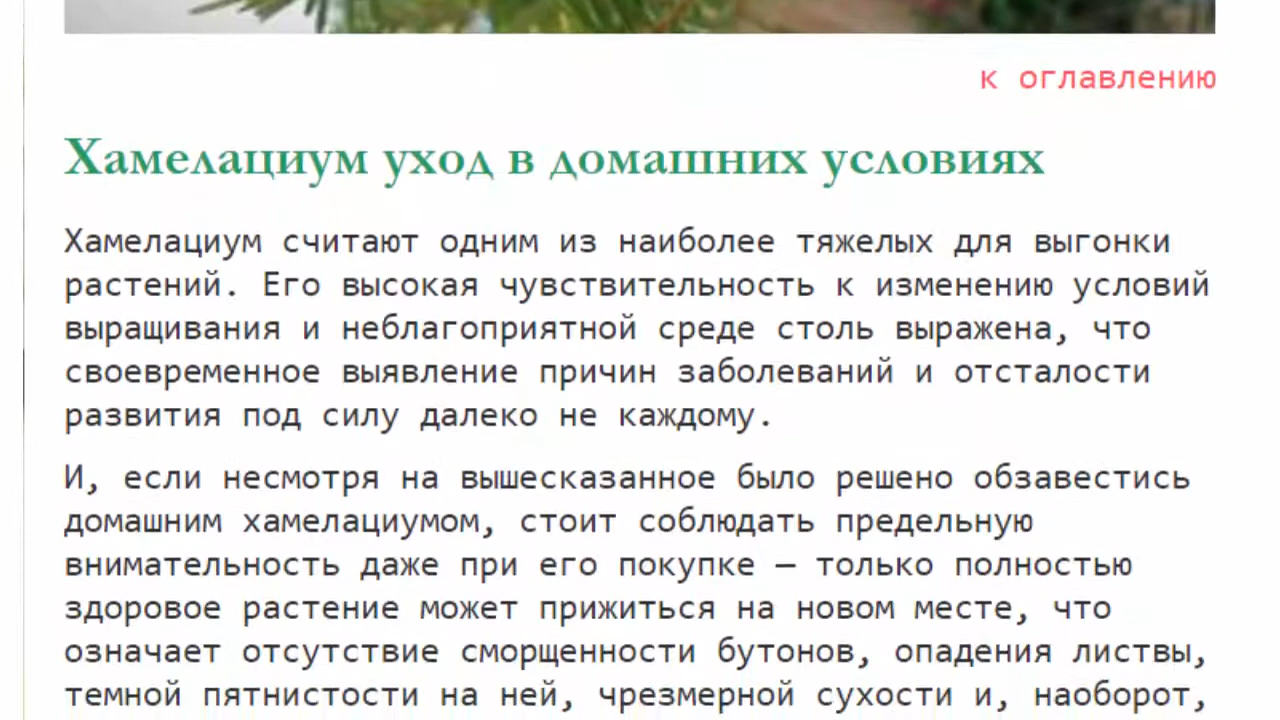 к оглавлению
Хамелациум уход в домашних условиях
Хамелациум считают одним из наиболее тяжелых для выгонки
растений. Его высокая чувствительность к изменению условий
выращивания и неблагоприятной среде столь выражена, что
своевременное выявление причин заболеваний и отсталости
развития под силу далеко не каждому.
И, если несмотря на вышесказанное было решено обзавестись
домашним хамелациумом, стоит соблюдать предельную
внимательность даже при его покупке — только полностью
здоровое растение может прижиться на новом месте, что
означает отсутствие сморщенности бутонов, опадения листвы,
темной пятнистости на ней, чрезмерной сухости и, наоборот,